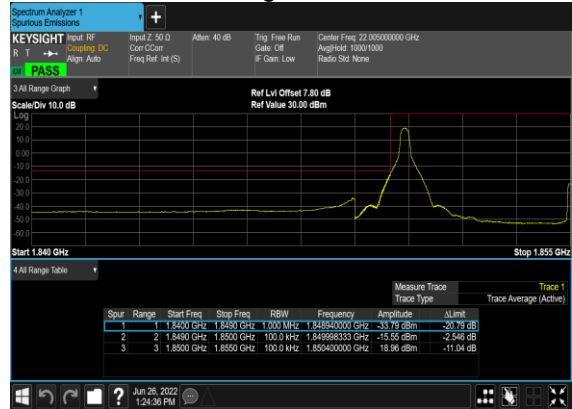 Spectrum Analyzer 1
Spurious Emissions
KEYSIGHT Input: RF Input Z: 50 Ω Atten: 40 dB Trig: Free Run Center Freq: 22.005000000 GHz
R T Coupling: DC Corr CCorr Gate: Off Avg|Hold: 1000/1000
Align: Auto Freq Ref: Int (S) IF Gain: Low Radio Std: None
PASS
3 All Range Graph
Ref Lvl Offset 7.80 dB
Scale/Div 10.0 dB Ref Value 30.00 dBm
Log
20.0
10.0
0.00
-10.0
-20.0
-30.0
-40.0
-50.0
-60.0
Start 1.840 GHz Stop 1.855 GHz
4 All Range Table
Measure Trace Trace 1
Trace Type Trace Average (Active)
Spur Range Start Freq Stop Freq RBW Frequency Amplitude ΔLimit
1 1 1.8400 GHz 1.8490 GHz 1.000 MHz 1.848940000 GHz -33.79 dBm -20.79 dB
2 2 1.8490 GHz 1.8500 GHz 100.0 kHz 1.849998333 GHz -15.55 dBm -2.546 dB
3 3 1.8500 GHz 1.8550 GHz 100.0 kHz 1.850400000 GHz 18.96 dBm -11.04 dB
? Jun 26, 2022
1:24:36 PM